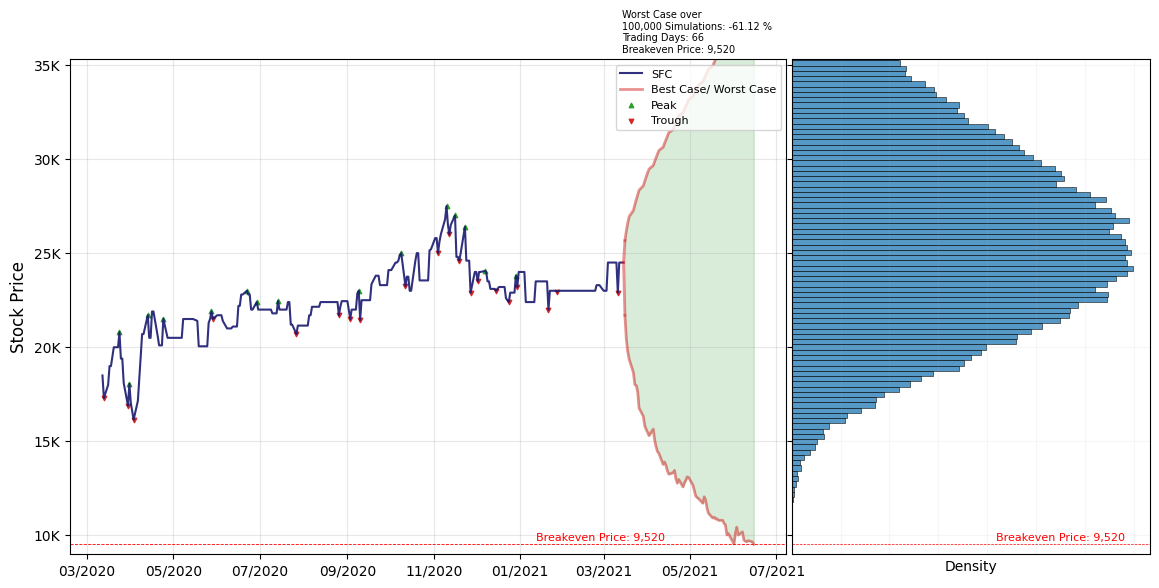 Worst Case over
100,000 Simulations: -61.12 %
Trading Days: 66
Breakeven Price: 9,520
35K
30K
25K
20K
15K
10K
Stock Price
SFC
Best Case/ Worst Case
Peak
Trough
Breakeven Price: 9,520
Breakeven Price: 9,520
03/2020
05/2020
07/2020
09/2020
11/2020
01/2021
03/2021
05/2021
07/2021
Density